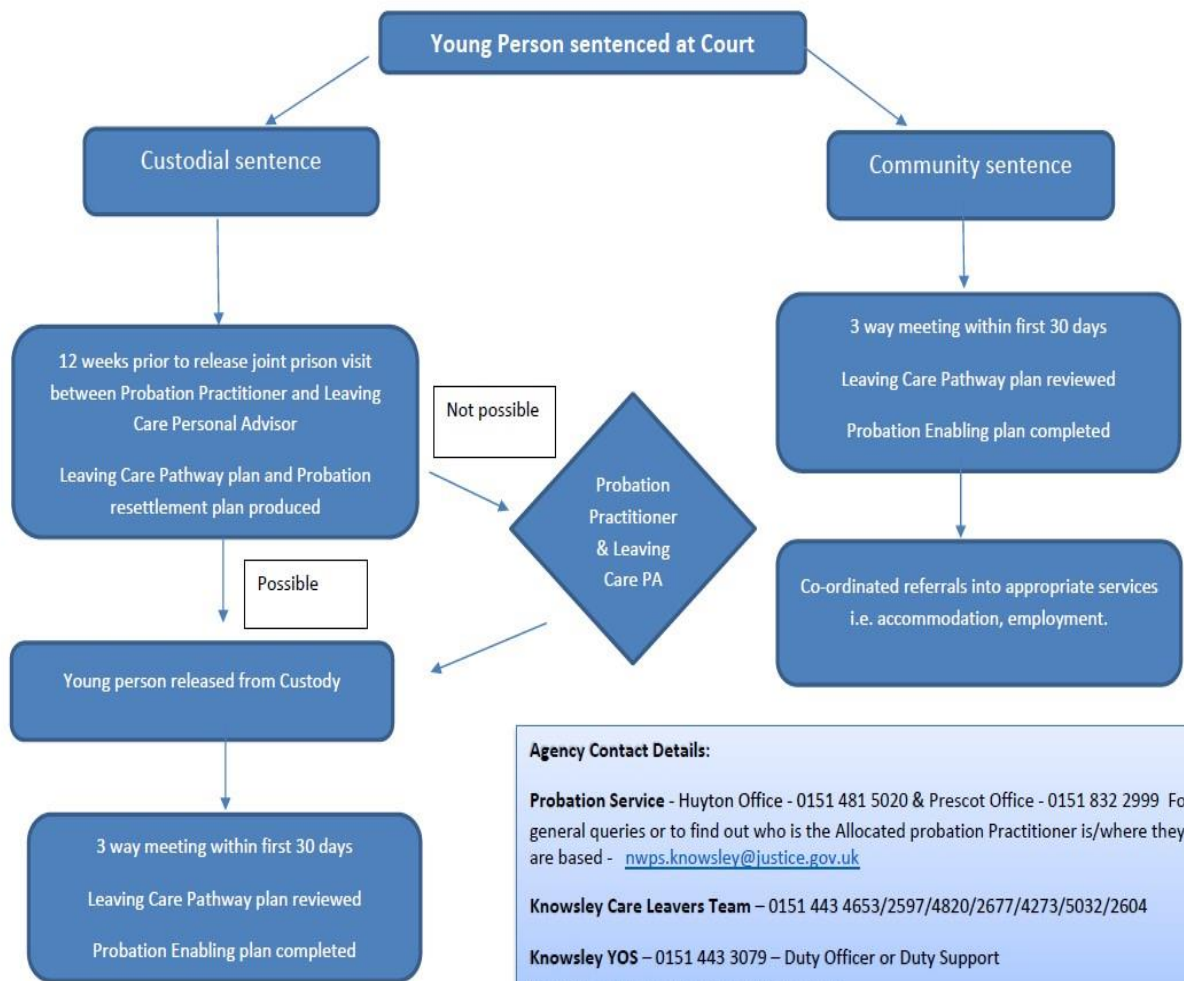 Young Person sentenced at Court
Custodial sentence
Community sentence
12 weeks prior to release joint prison visit
between Probation Practitioner and Leaving
Care Personal Advisor
Leaving Care Pathway plan and Probation
resettlement plan produced
Not possible
Possible
Probation
Practitioner
& Leaving
Care PA
3 way meeting within first 30 days
Leaving Care Pathway plan reviewed
Probation Enabling plan completed
Co-ordinated referrals into appropriate services
i.e. accommodation, employment.
Young person released from Custody
3 way meeting within first 30 days
Leaving Care Pathway plan reviewed
Probation Enabling plan completed
Agency Contact Details:
Probation Service - Huyton Office - 0151 481 5020 & Prescot Office - 0151 832 2999 Fo
general queries or to find out who is the Allocated probation Practitioner is/where they
are based - nwps.knowsley@justice.gov.uk
Knowsley Care Leavers Team – 0151 443 4653/2597/4820/2677/4273/5032/2604
Knowsley YOS – 0151 443 3079 – Duty Officer or Duty Support